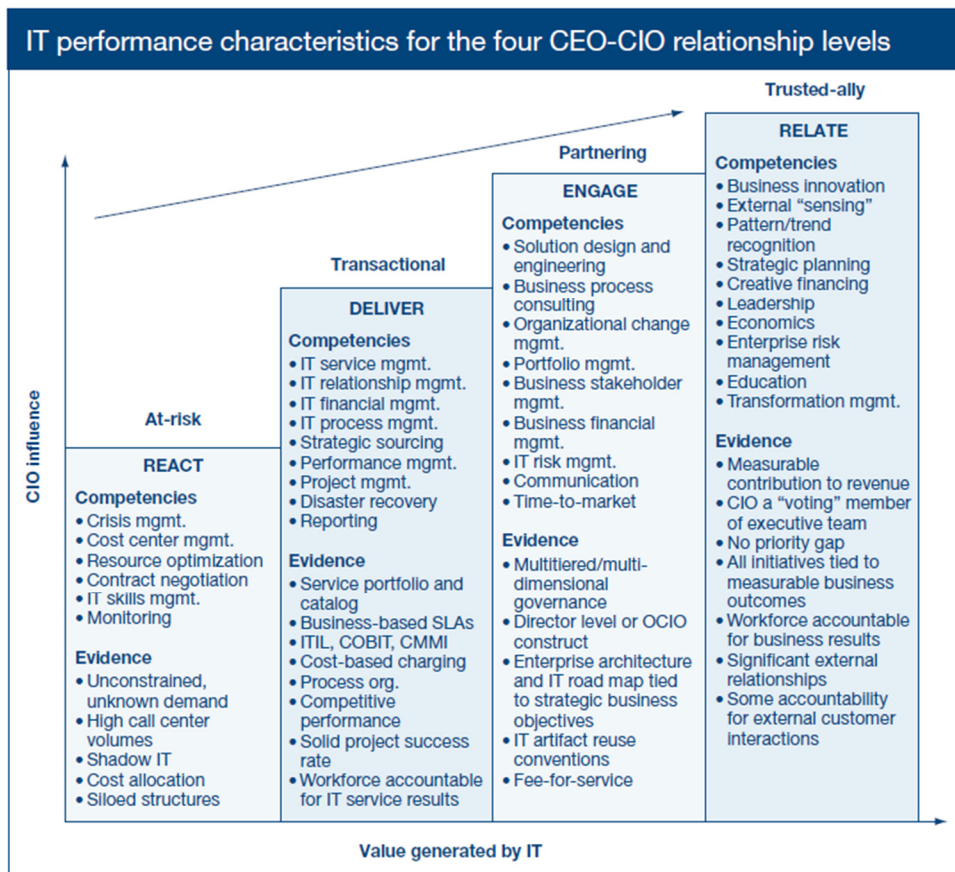 IT performance characteristics for the four CEO-CIO relationship levels
CIO influence
At-risk
REACT
Competencies
• Crisis mgmt.
• Cost center mgmt.
• Resource optimization
• Contract negotiation
• IT skills mgmt.
• Monitoring
Evidence
• Unconstrained,
unknown demand
• High call center
volumes
• Shadow IT
• Cost allocation
• Siloed structures
Transactional
DELIVER
Competencies
• IT service mgmt.
• IT relationship mgmt.
• IT financial mgmt.
• IT process mgmt.
• Strategic sourcing
• Performance mgmt.
• Project mgmt.
• Disaster recovery
• Reporting
Evidence
• Service portfolio and
catalog
• Business-based SLAs
• ITIL, COBIT, CMMI
• Cost-based charging
• Process org.
• Competitive
performance
• Solid project success
rate
• Workforce accountable
for IT service results
Partnering
ENGAGE
Competencies
• Solution design and
engineering
• Business process
consulting
• Organizational change
mgmt.
• Portfolio mgmt.
• Business stakeholder
mgmt.
• Business financial
mgmt.
• IT risk mgmt.
• Communication
• Time-to-market
Evidence
• Multitiered/multi-
dimensional
governance
• Director level or OCIO
construct
• Enterprise architecture
and IT road map tied
to strategic business
objectives
• IT artifact reuse
conventions
• Fee-for-service
Trusted-ally
RELATE
Competencies
• Business innovation
• External “sensing”
• Pattern/trend
recognition
• Strategic planning
• Creative financing
• Leadership
• Economics
• Enterprise risk
management
• Education
• Transformation mgmt.
Evidence
• Measurable
contribution to revenue
• CIO a “voting” member
of executive team
• No priority gap
• All initiatives tied to
measurable business
outcomes
• Workforce accountable
for business results
• Significant external
relationships
• Some accountability
for external customer
interactions
Value generated by IT